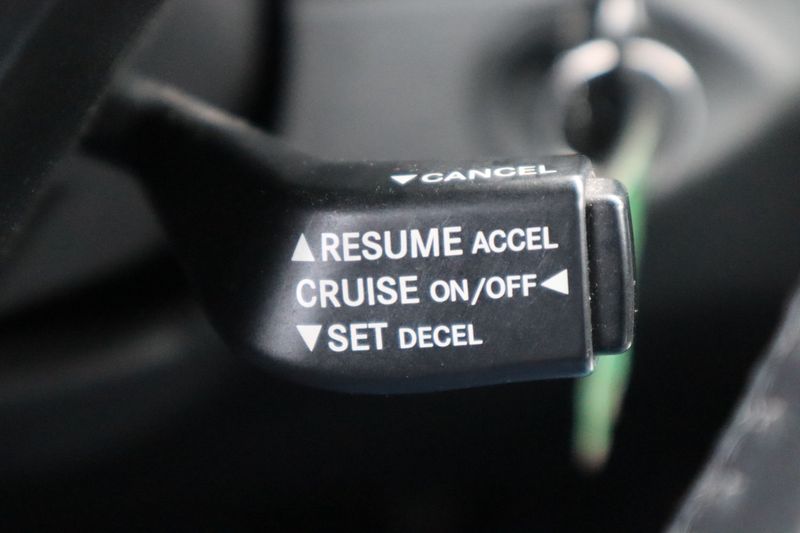 ▼CANCEL
▲RESUME ACCEL
CRUISE ON/OFF◀
▼SET DECEL